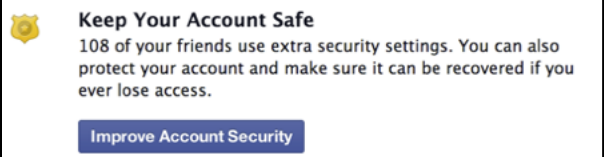 Keep Your Account Safe
108 of your friends use extra security settings. You can also
protect your account and make sure it can be recovered if you
ever lose access.
Improve Account Security